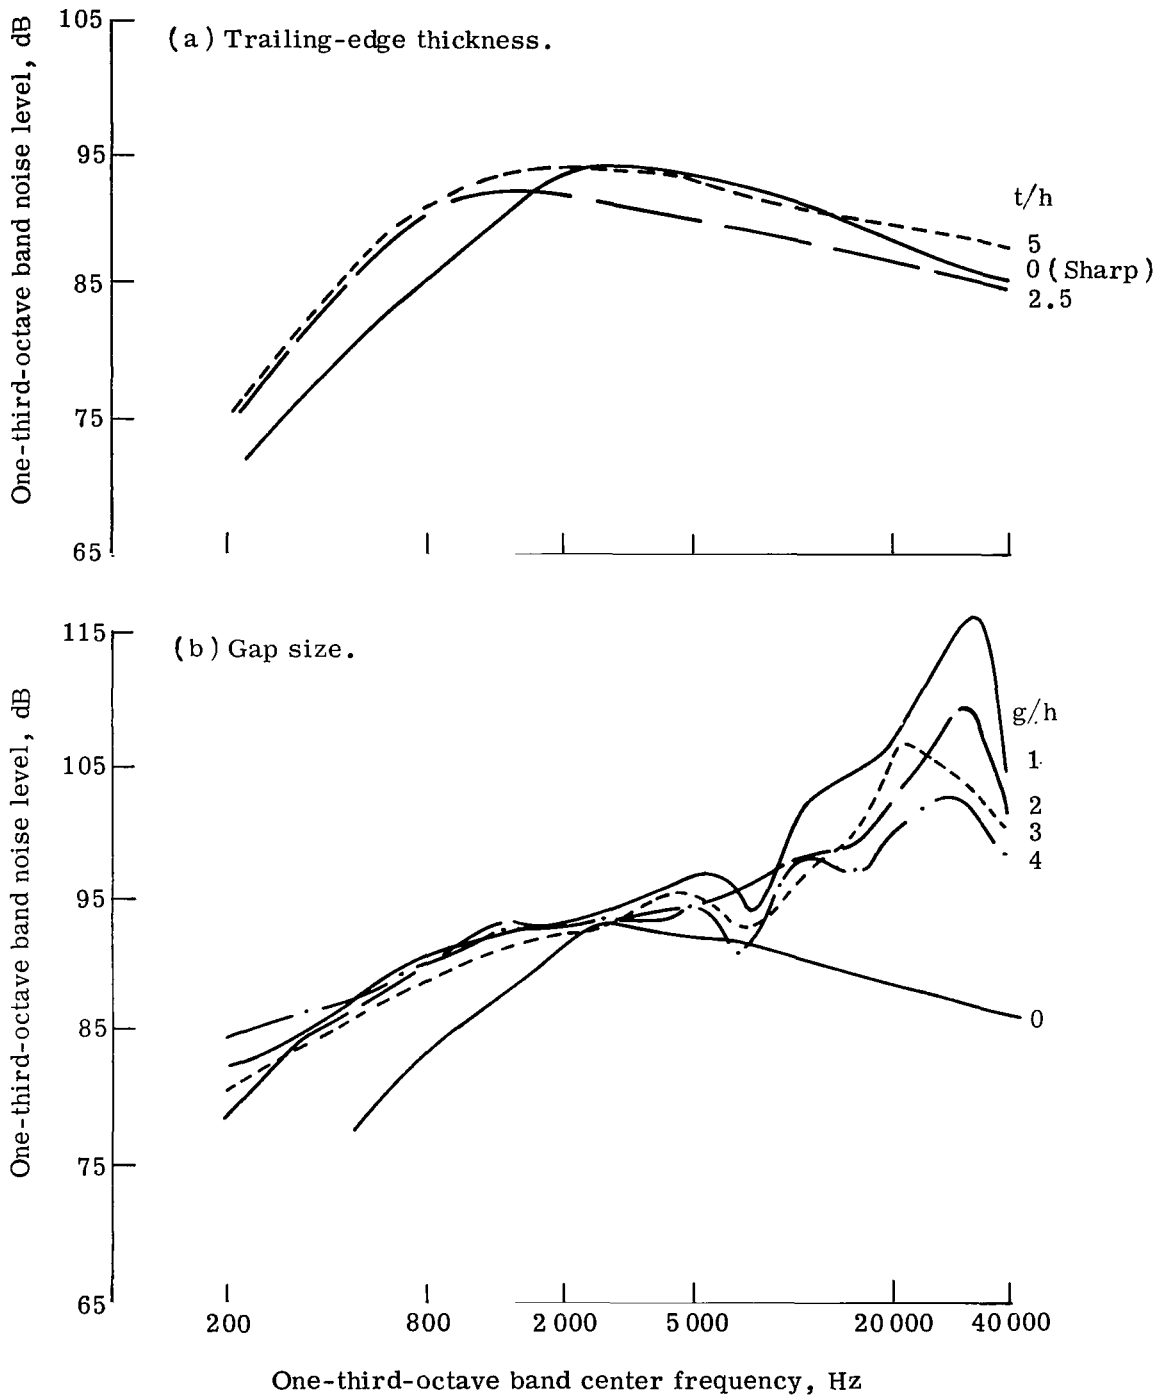 (a) Trailing-edge thickness.
One-third-octave band noise level, dB
105
95
85
75
65
t/h
5
0 (Sharp)
2.5
(b) Gap size.
One-third-octave band noise level, dB
115
105
95
85
75
65
g/h
1
2
3
4
0
200 800 2 000 5 000 20 000 40 000
One-third-octave band center frequency, Hz